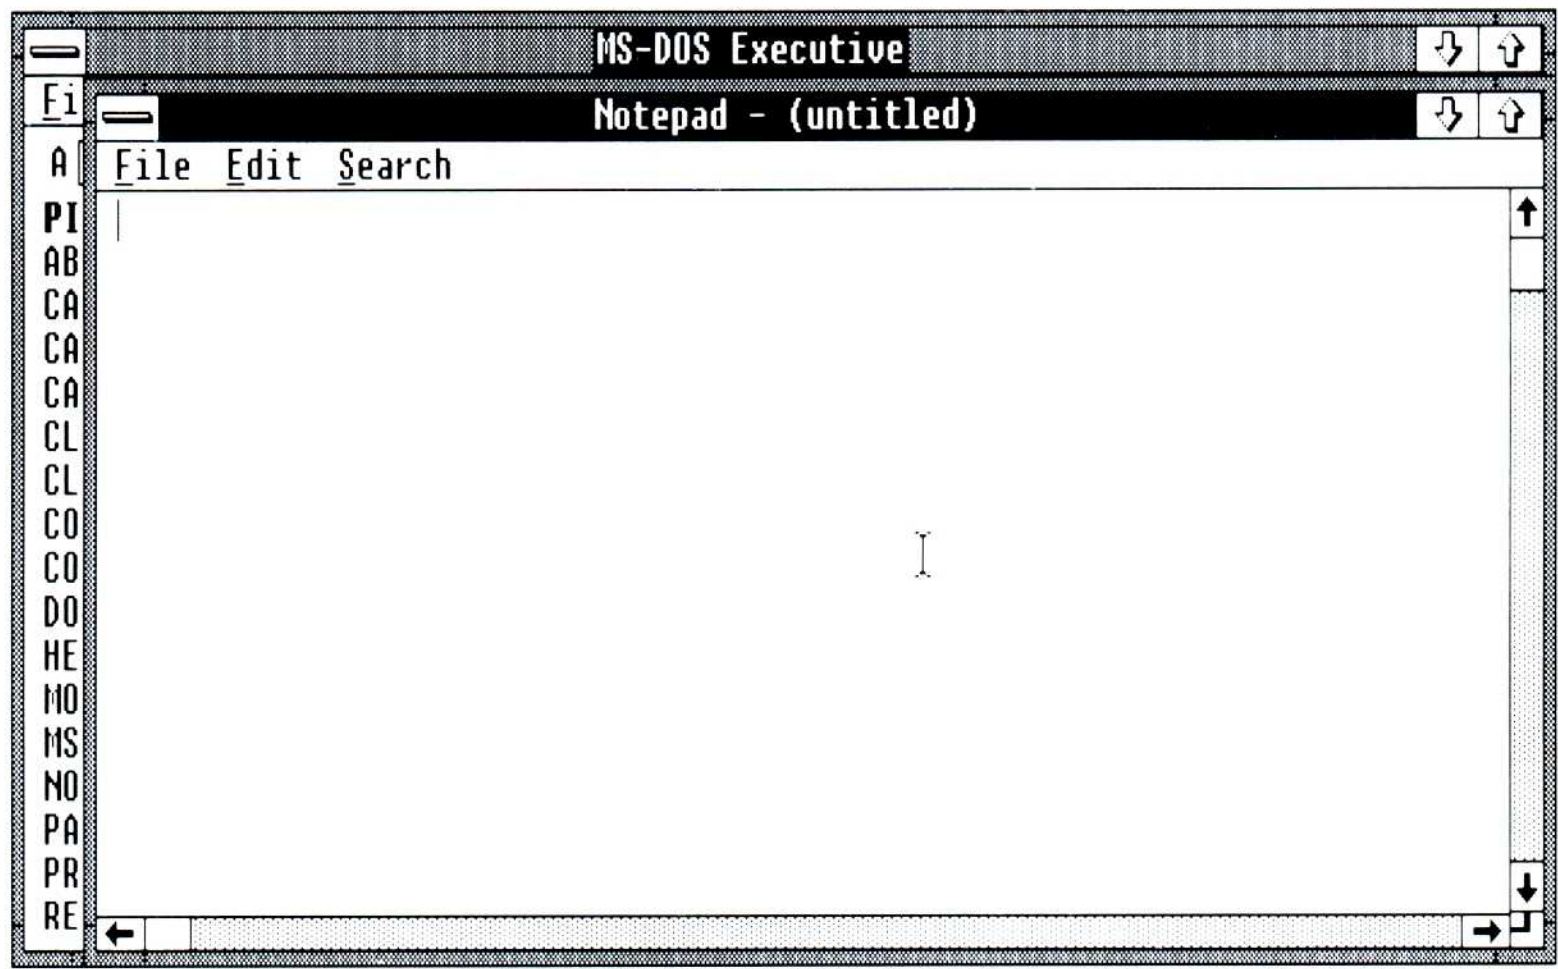 MS-DOS Executive
Fi
Notepad - (untitled)
File Edit Search
A
PI
AB
CA
CA
CA
CL
CL
CO
CO
DO
HE
MO
MS
NO
PA
PR
RE